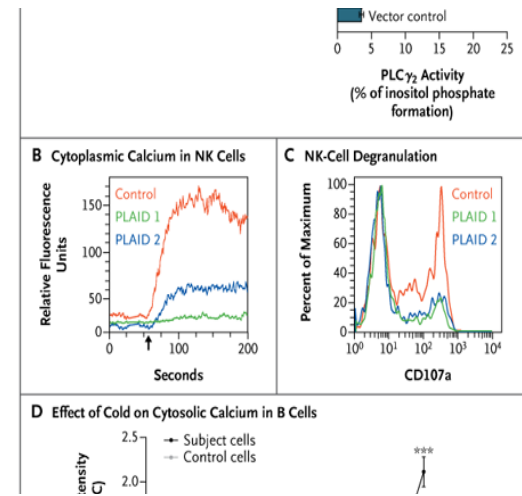 Vector control
0 5 10 15 20 25
PLCγ2 Activity
(% of inositol phosphate
formation)
B Cytoplasmic Calcium in NK Cells
Relative Fluorescence
Units
150
100
50
0
Control
PLAID 1
PLAID 2
0 100 200
Seconds
C NK-Cell Degranulation
Percent of Maximum
100
80
60
40
20
0
Control
PLAID 1
PLAID 2
10⁰ 10¹ 10² 10³ 10⁴
CD107a
D Effect of Cold on Cytosolic Calcium in B Cells
2.5
2.0
Subject cells
Control cells
***